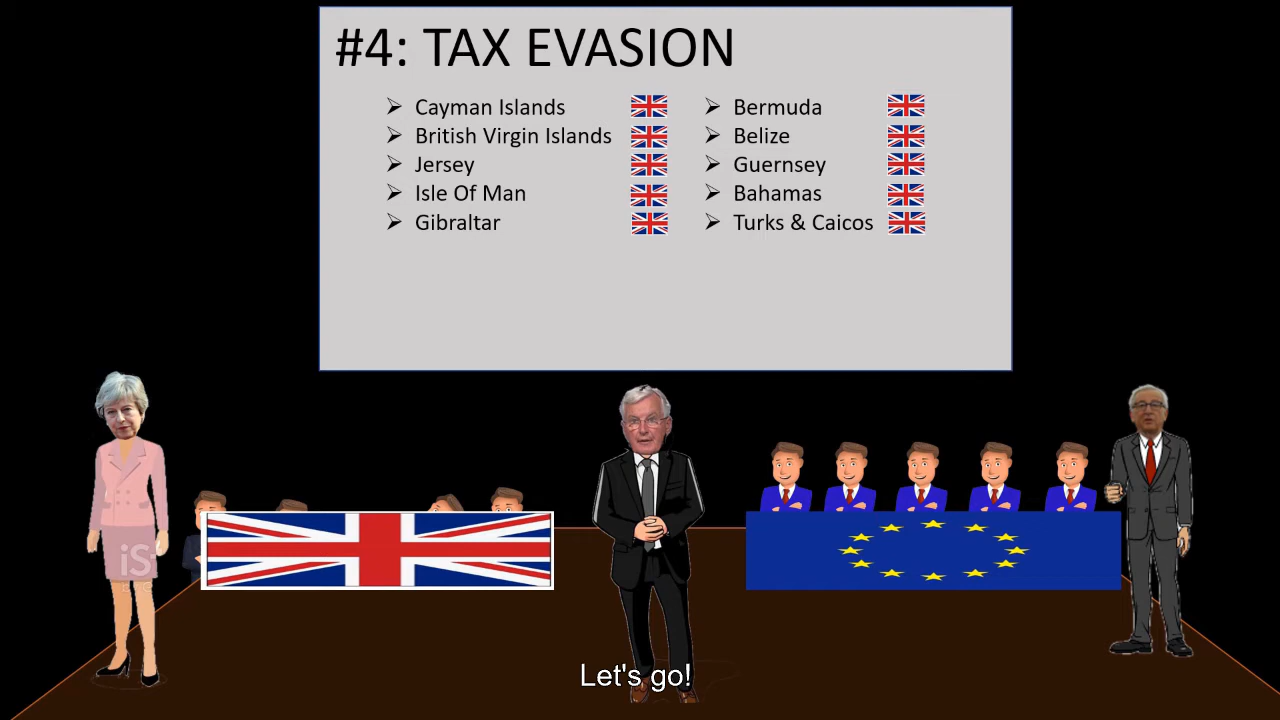 #4: TAX EVASION
Cayman Islands
British Virgin Islands
Jersey
Isle Of Man
Gibraltar
Bermuda
Belize
Guernsey
Bahamas
Turks & Caicos
iS
Let's go!